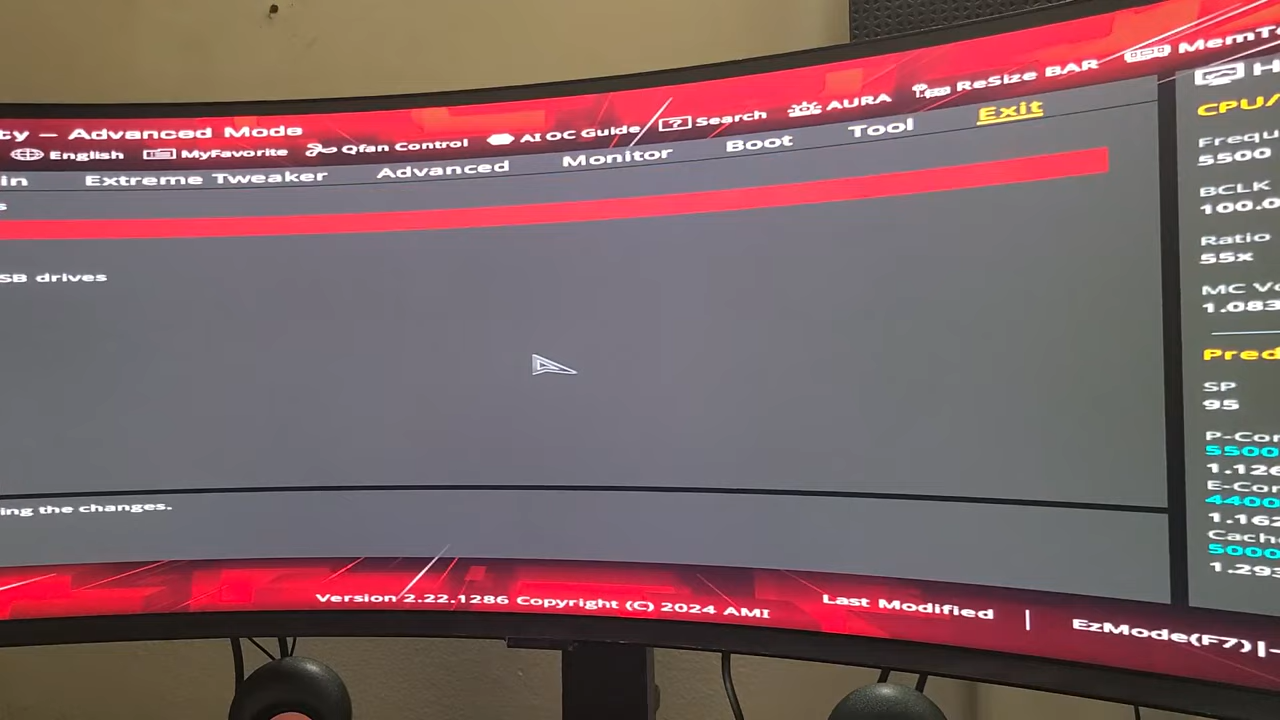 ty – Advanced Mode
English MyFavorite Qfan Control AI OC Guide Search AURA ReSize BAR MemTe
in Extreme Tweaker Advanced Monitor Boot Tool Exit
s
SB drives
ing the changes.
H
CPU/
Frequ
5500
BCLK
100.0
Ratio
55x
MC Vo
1.083
Pred
SP
95
P-Cor
5500
1.126
E-Cor
4400
1.162
Cach
5000
1.293
Version 2.22.1286 Copyright (C) 2024 AMI
Last Modified | EzMode(F7)|